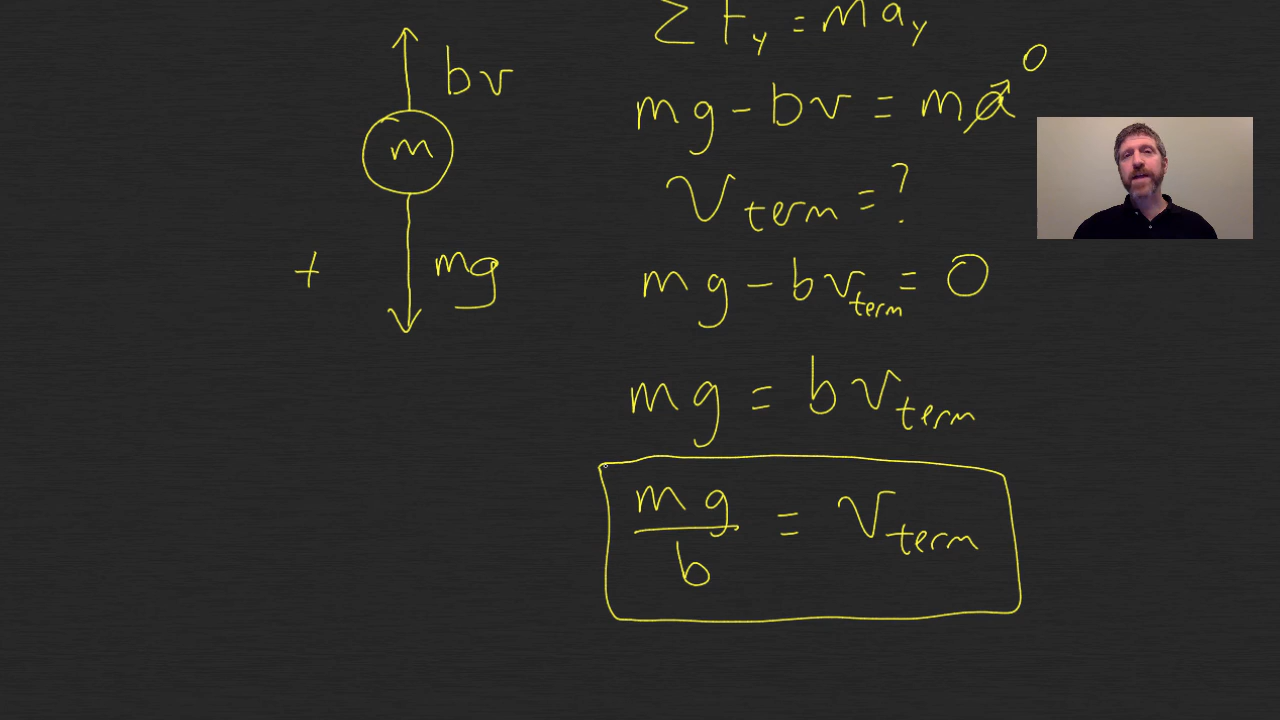 ΣFy = may
bv
mg - bv = ma 0
m
Vterm = ?
+ mg
mg - bvterm = 0
mg = bvterm
mg/b = Vterm